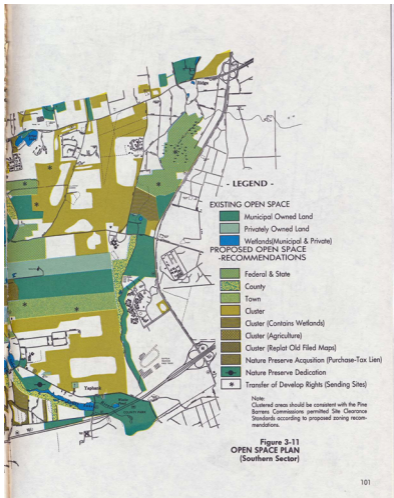 - LEGEND -
EXISTING OPEN SPACE
Municipal Owned Land
Privately Owned Land
Wetlands(Municipal & Private)
PROPOSED OPEN SPACE
-RECOMMENDATIONS
Federal & State
County
Town
Cluster
Cluster (Contains Wetlands)
Cluster (Agriculture)
Cluster (Replat Old Filed Maps)
Nature Preserve Acqusition (Purchase-Tax Lien)
Nature Preserve Dedication
Transfer of Develop Rights (Sending Sites)
Note:
Clustered areas should be consistent with the Pine
Barrens Commissions permitted Site Clearance
Standards according to proposed zoning recom-
mendations.
Figure 3-11
OPEN SPACE PLAN
(Southern Sector)
Yaphank
101